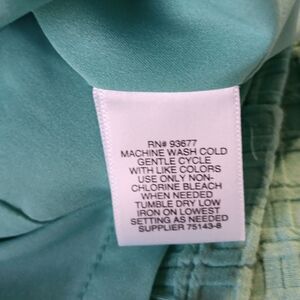 RN# 93677
MACHINE WASH COLD
GENTLE CYCLE
WITH LIKE COLORS
USE ONLY NON-
CHLORINE BLEACH
WHEN NEEDED
TUMBLE DRY LOW
IRON ON LOWEST
SETTING AS NEEDED
SUPPLIER 75143-8